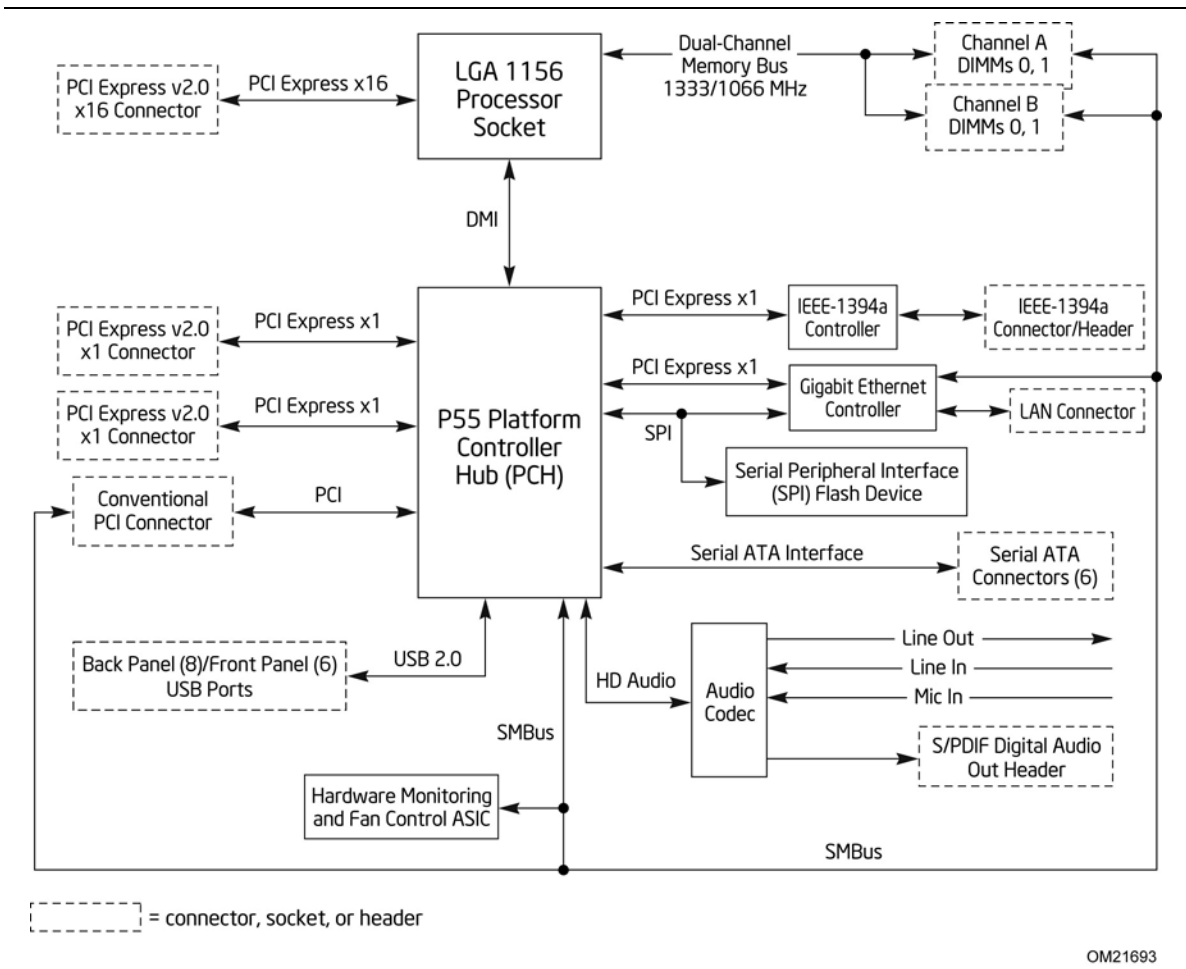 LGA 1156
Processor
Socket
PCI Express v2.0
x16 Connector
PCI Express x16
Dual-Channel
Memory Bus
1333/1066 MHz
Channel A
DIMMs 0, 1
Channel B
DIMMs 0, 1
DMI
PCI Express v2.0
x1 Connector
PCI Express x1
PCI Express v2.0
x1 Connector
PCI Express x1
Conventional
PCI Connector
PCI
P55 Platform
Controller
Hub (PCH)
PCI Express x1
IEEE-1394a
Controller
IEEE-1394a
Connector/Header
PCI Express x1
Gigabit Ethernet
Controller
LAN Connector
SPI
Serial Peripheral Interface
(SPI) Flash Device
Serial ATA Interface
Serial ATA
Connectors (6)
Back Panel (8)/Front Panel (6)
USB Ports
USB 2.0
HD Audio
Audio
Codec
Line Out
Line In
Mic In
S/PDIF Digital Audio
Out Header
SMBus
Hardware Monitoring
and Fan Control ASIC
SMBus
= connector, socket, or header
OM21693